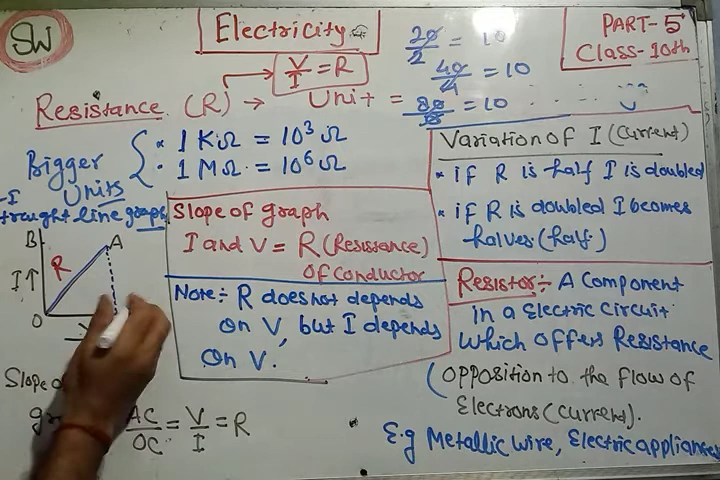 SW
Electricity
PART-5
Class-10th
V/I = R
20/2 = 10
40/4 = 10
80/8 = 10 . . . . .
Resistance (R) → Unit =
Bigger Units
• 1 KΩ = 10³ Ω
• 1 MΩ = 10⁶ Ω
-I
straight line graph
B
A
R
I↑
O
Slope of graph
I and V = R (Resistance)
of conductor
Note:- R does not depends
on V, but I depends
on V.
AC/OC = V/I = R
Variation of I (Current)
• if R is half I is doubled
• if R is doubled I becomes
halves (half)
Resistor:- A Component
in a Electric Circuit
Which offers Resistance
(opposition to the flow of
Electrons (current).
E.g Metallic wire, Electric appliances